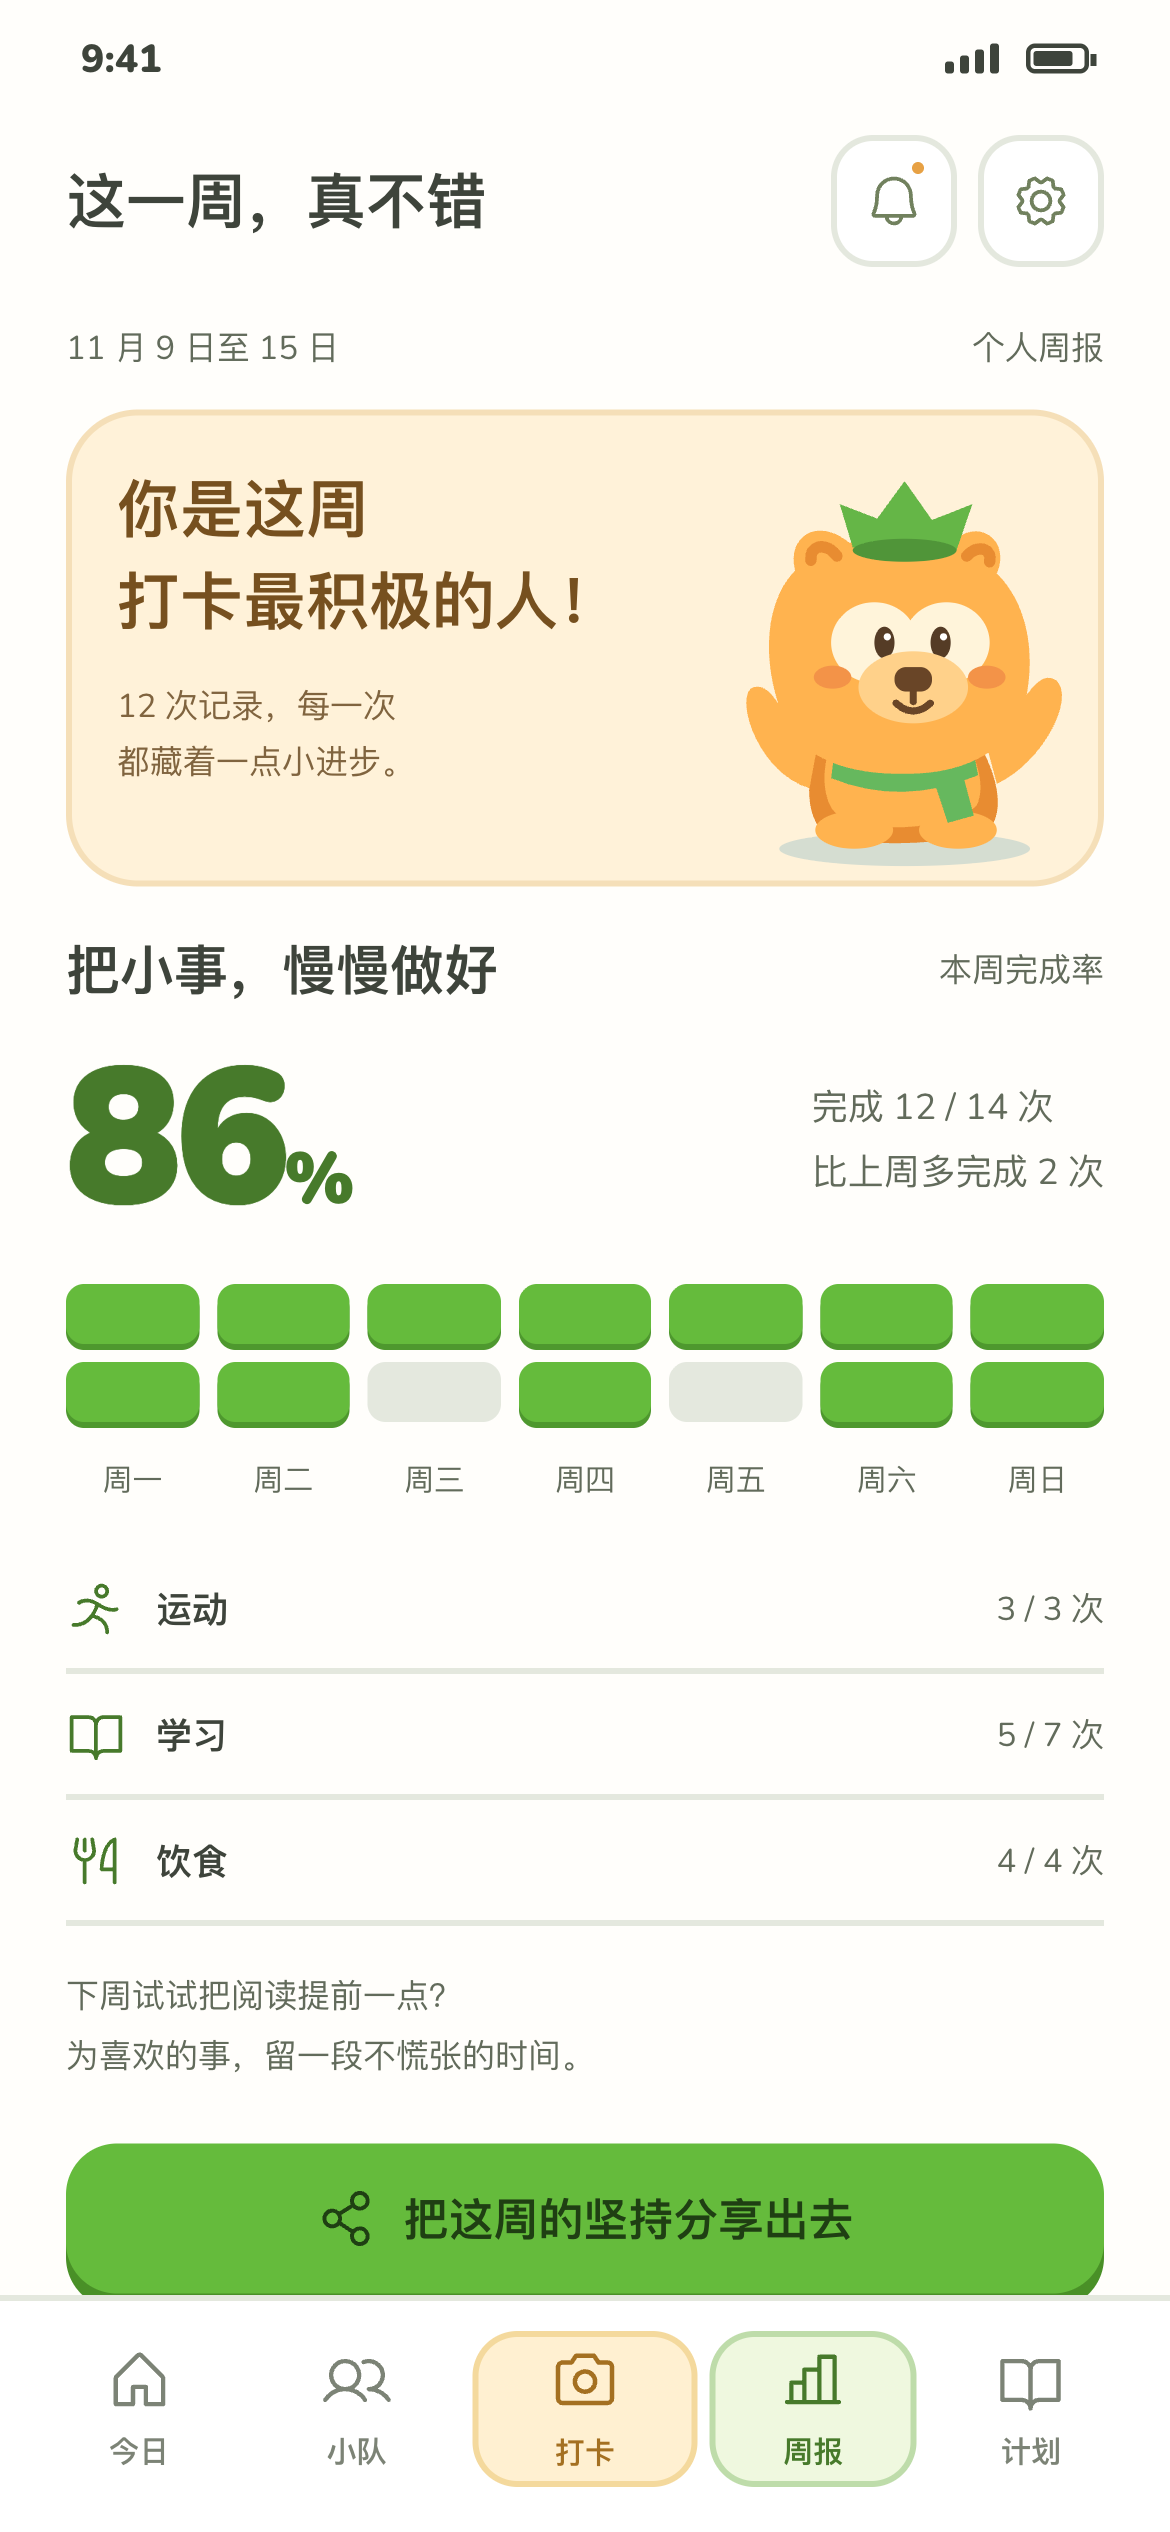 9:41
这一周，真不错
11 月 9 日至 15 日
个人周报
你是这周
打卡最积极的人！
12 次记录，每一次
都藏着一点小进步。
把小事，慢慢做好
本周完成率
86%
完成 12 / 14 次
比上周多完成 2 次
周一 周二 周三 周四 周五 周六 周日
运动 3 / 3 次
学习 5 / 7 次
饮食 4 / 4 次
下周试试把阅读提前一点？
为喜欢的事，留一段不慌张的时间。
把这周的坚持分享出去
今日 小队 打卡 周报 计划